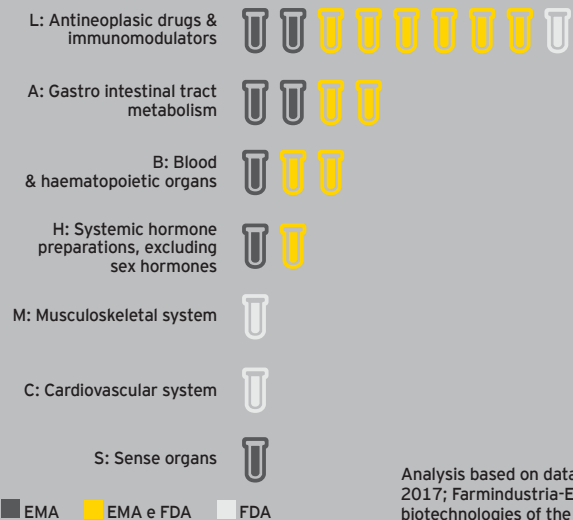 L: Antineoplasic drugs &
immunomodulators
A: Gastro intestinal tract
metabolism
B: Blood
& haematopoietic organs
H: Systemic hormone
preparations, excluding
sex hormones
M: Musculoskeletal system
C: Cardiovascular system
S: Sense organs
EMA EMA e FDA FDA
Analysis based on data
2017; Farmindustria-E
biotechnologies of the